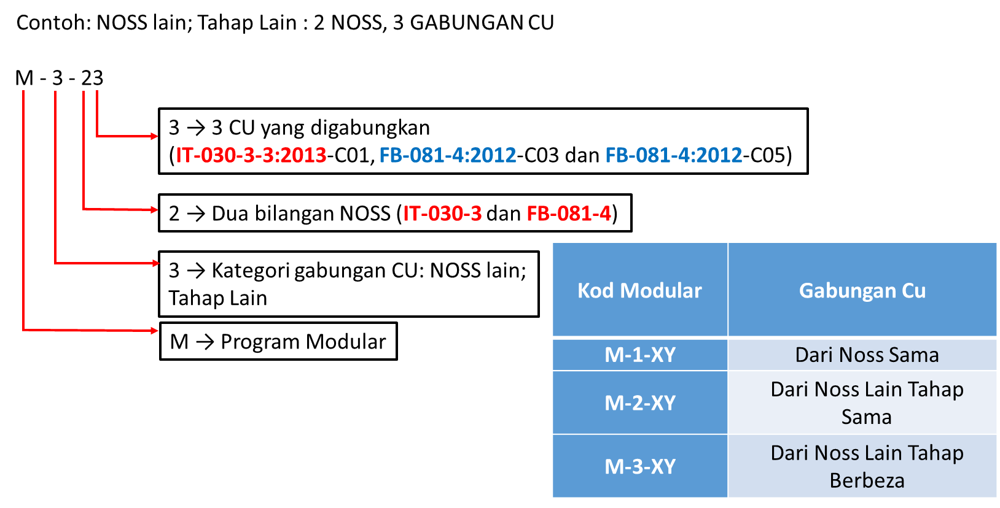 Contoh: NOSS lain; Tahap Lain : 2 NOSS, 3 GABUNGAN CU
M - 3 - 23
3 → 3 CU yang digabungkan
(IT-030-3-3:2013-C01, FB-081-4:2012-C03 dan FB-081-4:2012-C05)
2 → Dua bilangan NOSS (IT-030-3 dan FB-081-4)
3 → Kategori gabungan CU: NOSS lain;
Tahap Lain
M → Program Modular
Kod Modular
Gabungan Cu
M-1-XY
Dari Noss Sama
M-2-XY
Dari Noss Lain Tahap
Sama
M-3-XY
Dari Noss Lain Tahap
Berbeza